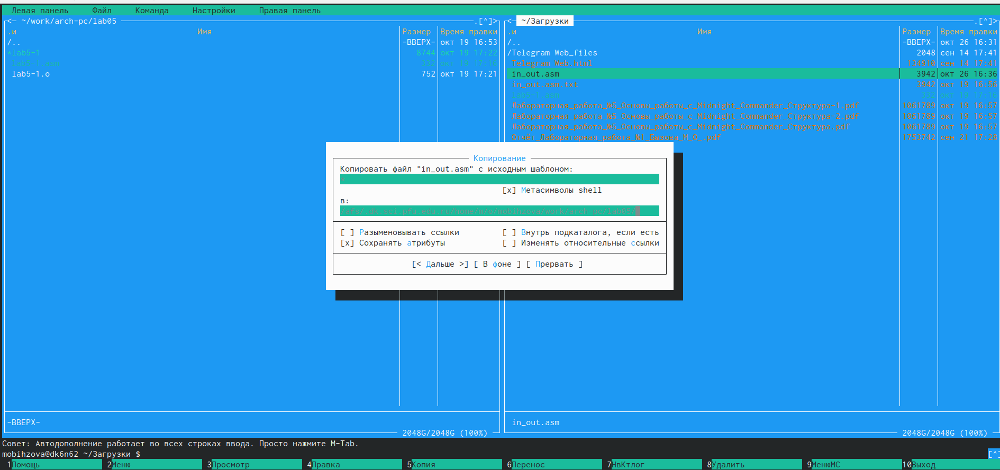 Левая панель Файл Команда Настройки Правая панель
<─ ~/work/arch-pc/lab05 .[^]>
.и Имя Размер Время правки
/.. -ВВЕРХ- окт 19 16:53
*lab5-1 8744 окт 19 17:22
lab5-1.asm 332 окт 19 17:16
lab5-1.o 752 окт 19 17:21
-ВВЕРХ-
2048G/2048G (100%)
<─ ~/Загрузки .[^]>
.и Имя Размер Время правки
/.. -ВВЕРХ- окт 26 16:31
/Telegram Web_files 2048 сен 14 17:41
Telegram Web.html 134910 сен 14 17:41
in_out.asm 3942 окт 26 16:36
in_out.asm.txt 3942 окт 19 16:56
lab5-1.asm 332 окт 19 17:16
Лабораторная_работа_№5_Основы_работы_с_Midnight_Commander_Структура-1.pdf 1061789 окт 19 16:57
Лабораторная_работа_№5_Основы_работы_с_Midnight_Commander_Структура-2.pdf 1061789 окт 19 16:57
Лабораторная_работа_№5_Основы_работы_с_Midnight_Commander_Структура.pdf 1061789 окт 19 16:57
Отчёт_Лабораторная_работа_№1_Бызова_М_О_.pdf 1753742 сен 21 17:28
in_out.asm
2048G/2048G (100%)
Копирование
Копировать файл "in_out.asm" с исходным шаблоном:
*
[x] Метасимволы shell
в:
/afs/.dk.sci.pfu.edu.ru/home/m/o/mobihzova/work/arch-pc/lab05/
[ ] Разыменовывать ссылки [ ] Внутрь подкаталога, если есть
[x] Сохранять атрибуты [ ] Изменять относительные ссылки
[< Дальше >] [ В фоне ] [ Прервать ]
Совет: Автодополнение работает во всех строках ввода. Просто нажмите M-Tab.
mobihzova@dk6n62 ~/Загрузки $ [^]
1Помощь 2Меню 3Просмотр 4Правка 5Копия 6Перенос 7НвКтлог 8Удалить 9МенюMC 10Выход